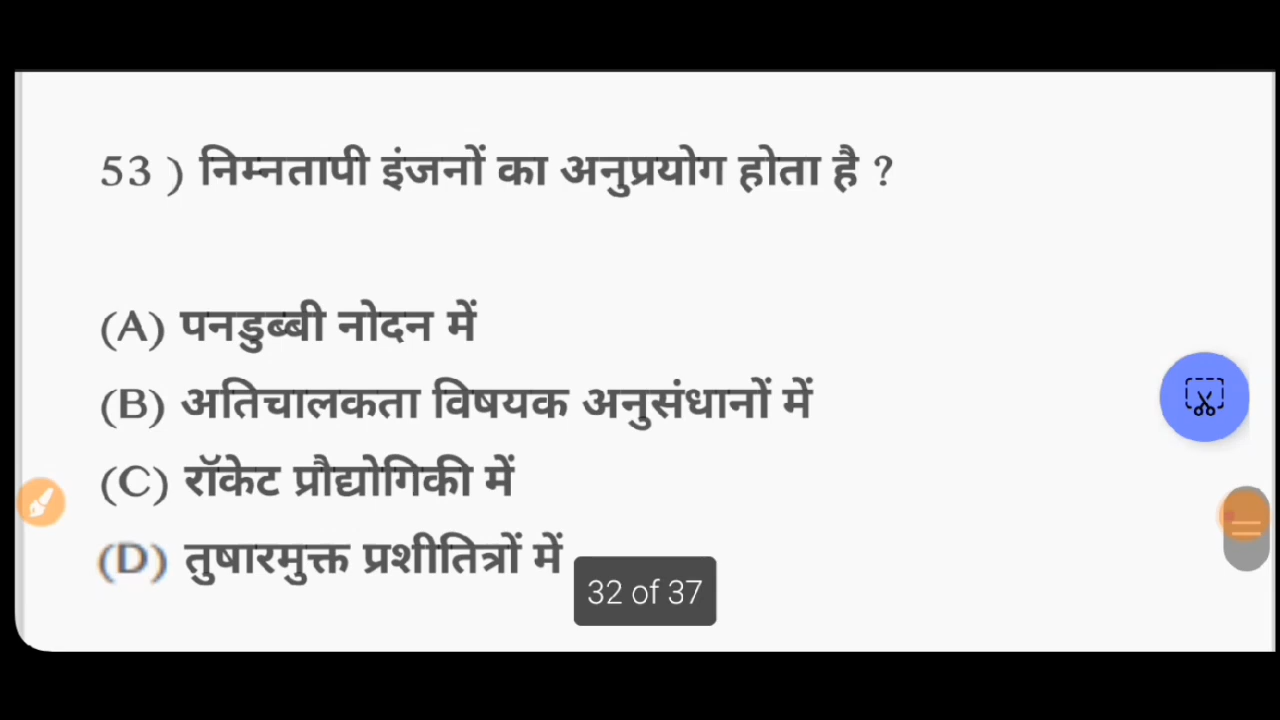 53 ) निम्नतापी इंजनों का अनुप्रयोग होता है ?
(A) पनडुब्बी नोदन में
(B) अतिचालकता विषयक अनुसंधानों में
(C) रॉकेट प्रौद्योगिकी में
(D) तुषारमुक्त प्रशीतित्रों में
32 of 37